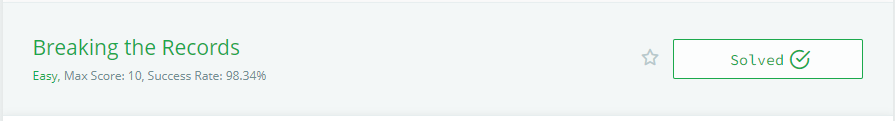 Breaking the Records
Solved
Easy, Max Score: 10, Success Rate: 98.34%